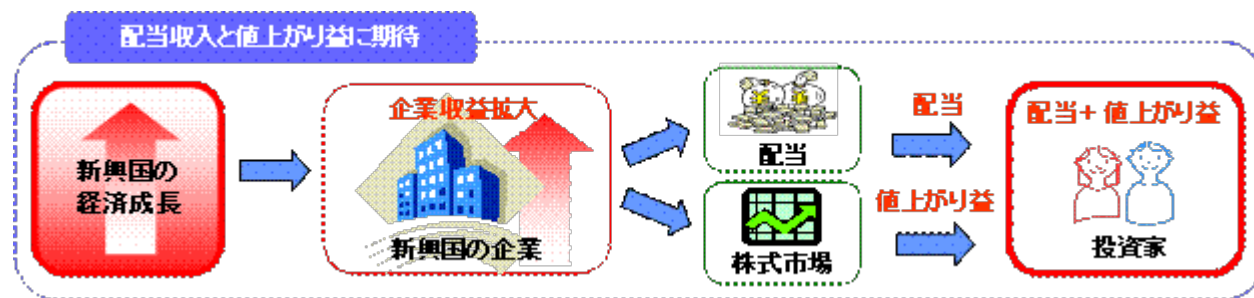 配当収入と値上がり益に期待
新興国の
経済成長
企業収益拡大
新興国の企業
配当
株式市場
配当
値上がり益
配当+値上がり益
投資家